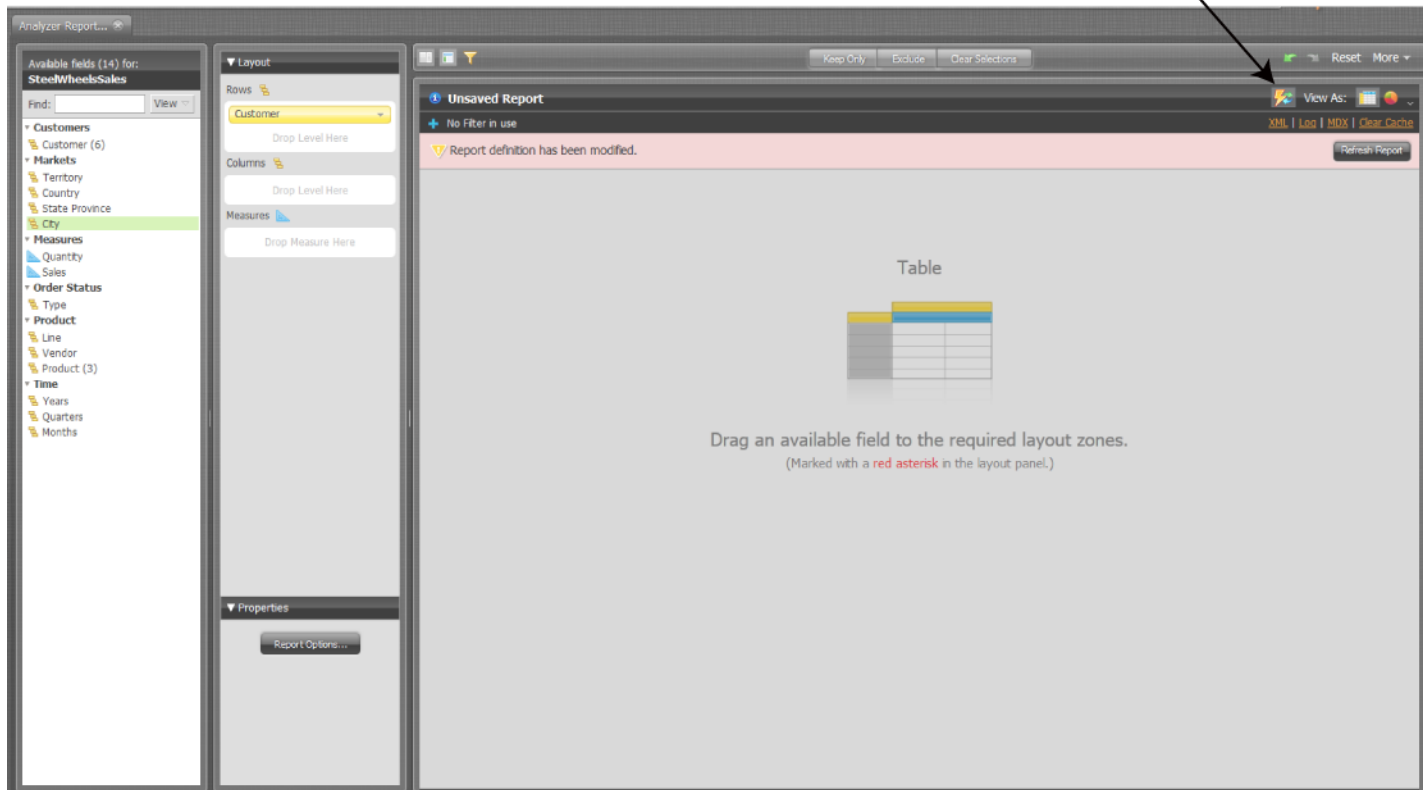 Analyzer Report...
Available fields (14) for:
SteelWheelsSales
Find:
View
Customers
Customer (6)
Markets
Territory
Country
State Province
City
Measures
Quantity
Sales
Order Status
Type
Product
Line
Vendor
Product (3)
Time
Years
Quarters
Months
Layout
Rows
Customer
Drop Level Here
Columns
Drop Level Here
Measures
Drop Measure Here
Properties
Report Options...
Keep Only Exclude Clear Selections
Reset More
Unsaved Report
View As:
No Filter in use
XML | Log | MDX | Clear Cache
Report definition has been modified.
Refresh Report
Table
Drag an available field to the required layout zones.
(Marked with a red asterisk in the layout panel.)